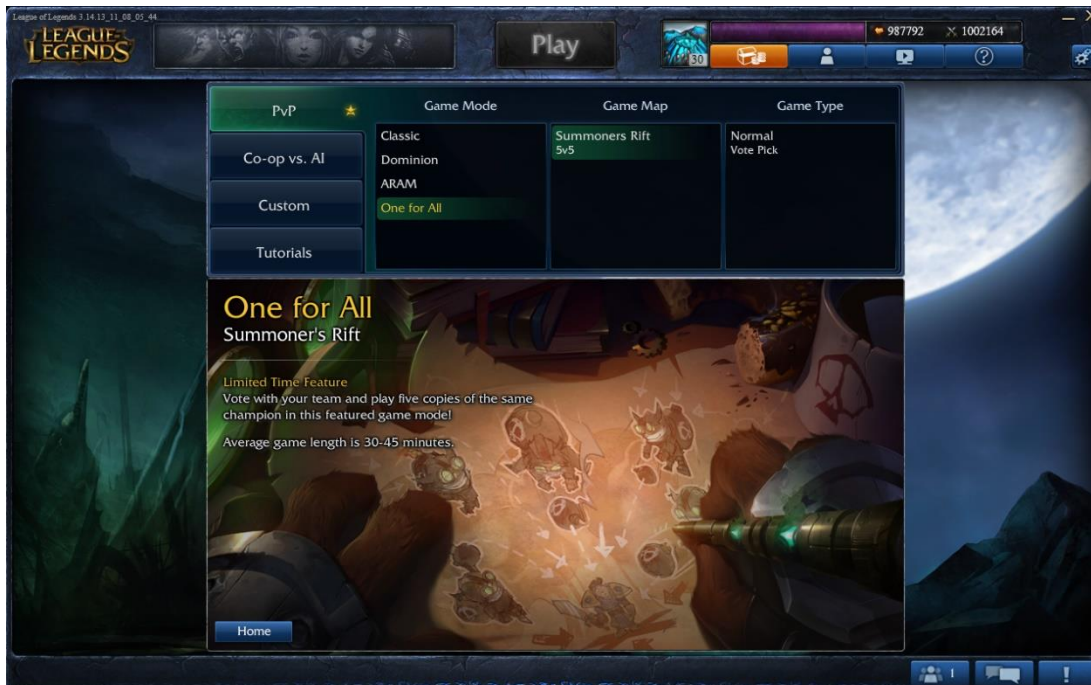 League of Legends 3.14.13_11_08_05_44
LEAGUE OF LEGENDS
Play
30
987792
1002164
PvP
Co-op vs. AI
Custom
Tutorials
Game Mode
Classic
Dominion
ARAM
One for All
Game Map
Summoners Rift
5v5
Game Type
Normal
Vote Pick
One for All
Summoner's Rift
Limited Time Feature
Vote with your team and play five copies of the same
champion in this featured game mode!
Average game length is 30-45 minutes.
Home
1